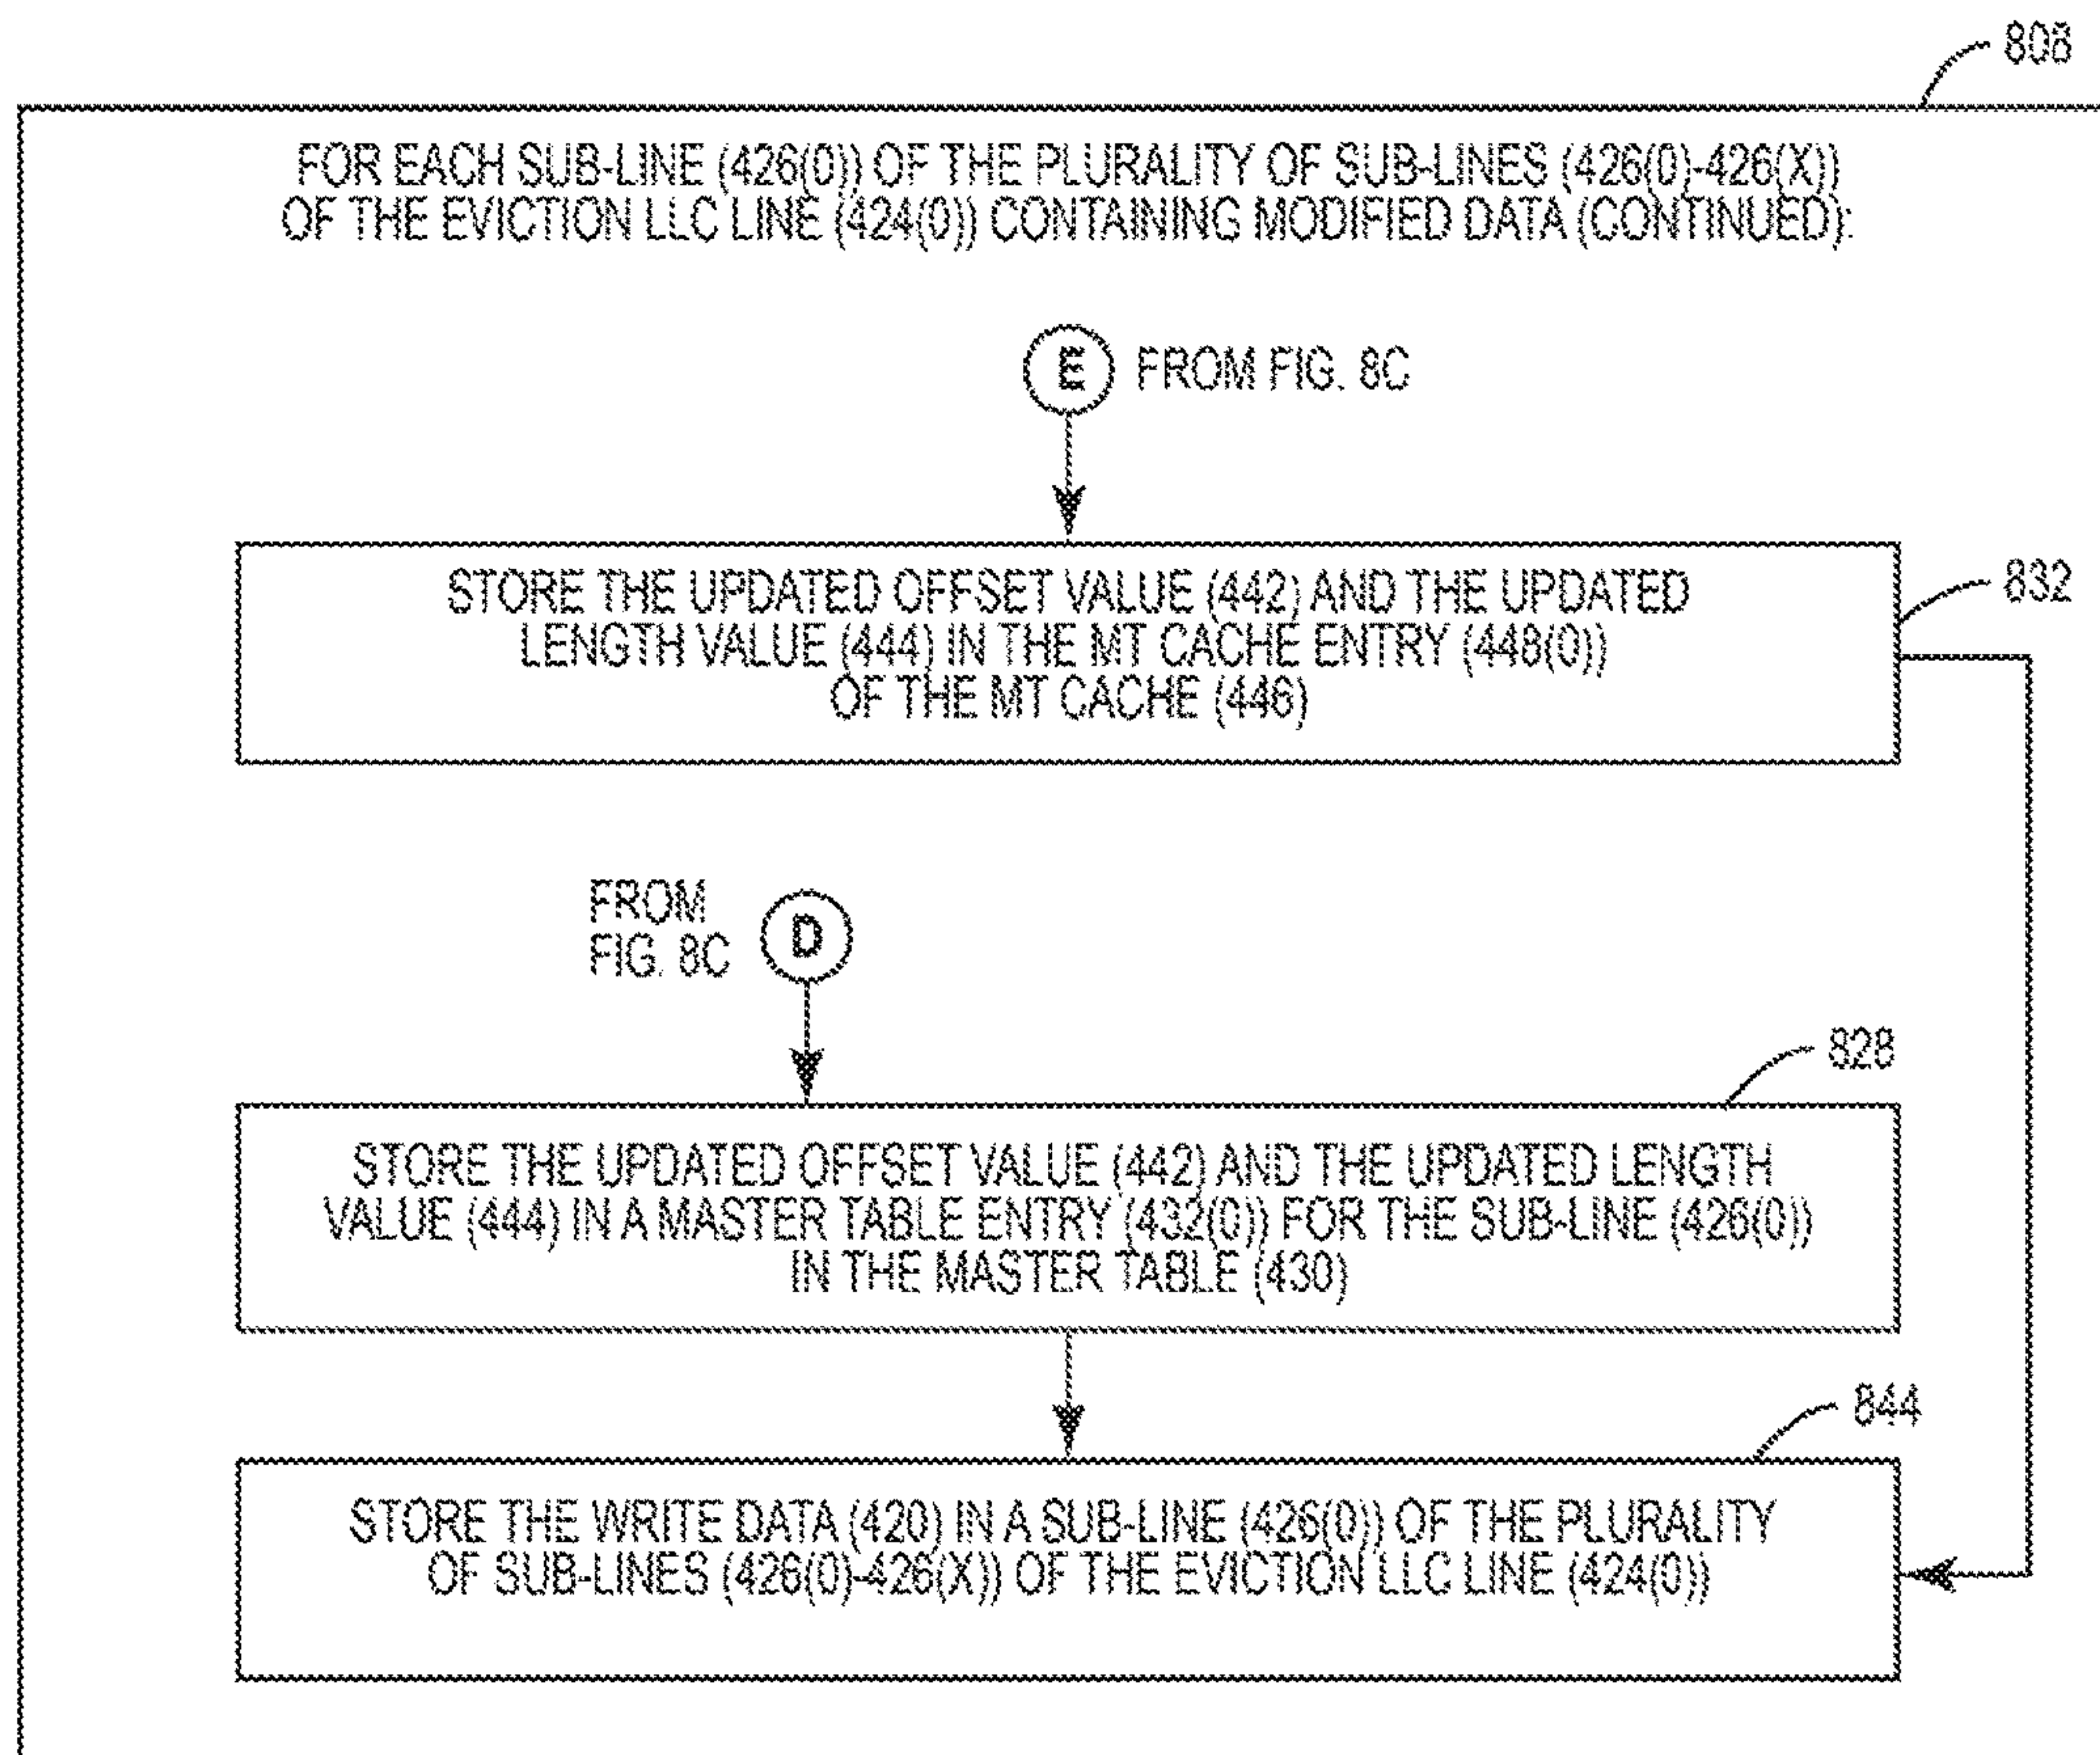 808
FOR EACH SUB-LINE (426(0)) OF THE PLURALITY OF SUB-LINES (426(0)-426(X))
OF THE EVICTION LLC LINE (424(0)) CONTAINING MODIFIED DATA (CONTINUED):
E FROM FIG. 8C
832
STORE THE UPDATED OFFSET VALUE (442) AND THE UPDATED
LENGTH VALUE (444) IN THE MT CACHE ENTRY (448(0))
OF THE MT CACHE (446)
FROM
FIG. 8C
D
828
STORE THE UPDATED OFFSET VALUE (442) AND THE UPDATED LENGTH
VALUE (444) IN A MASTER TABLE ENTRY (432(0)) FOR THE SUB-LINE (426(0))
IN THE MASTER TABLE (430)
844
STORE THE WRITE DATA (420) IN A SUB-LINE (426(0)) OF THE PLURALITY
OF SUB-LINES (426(0)-426(X)) OF THE EVICTION LLC LINE (424(0))